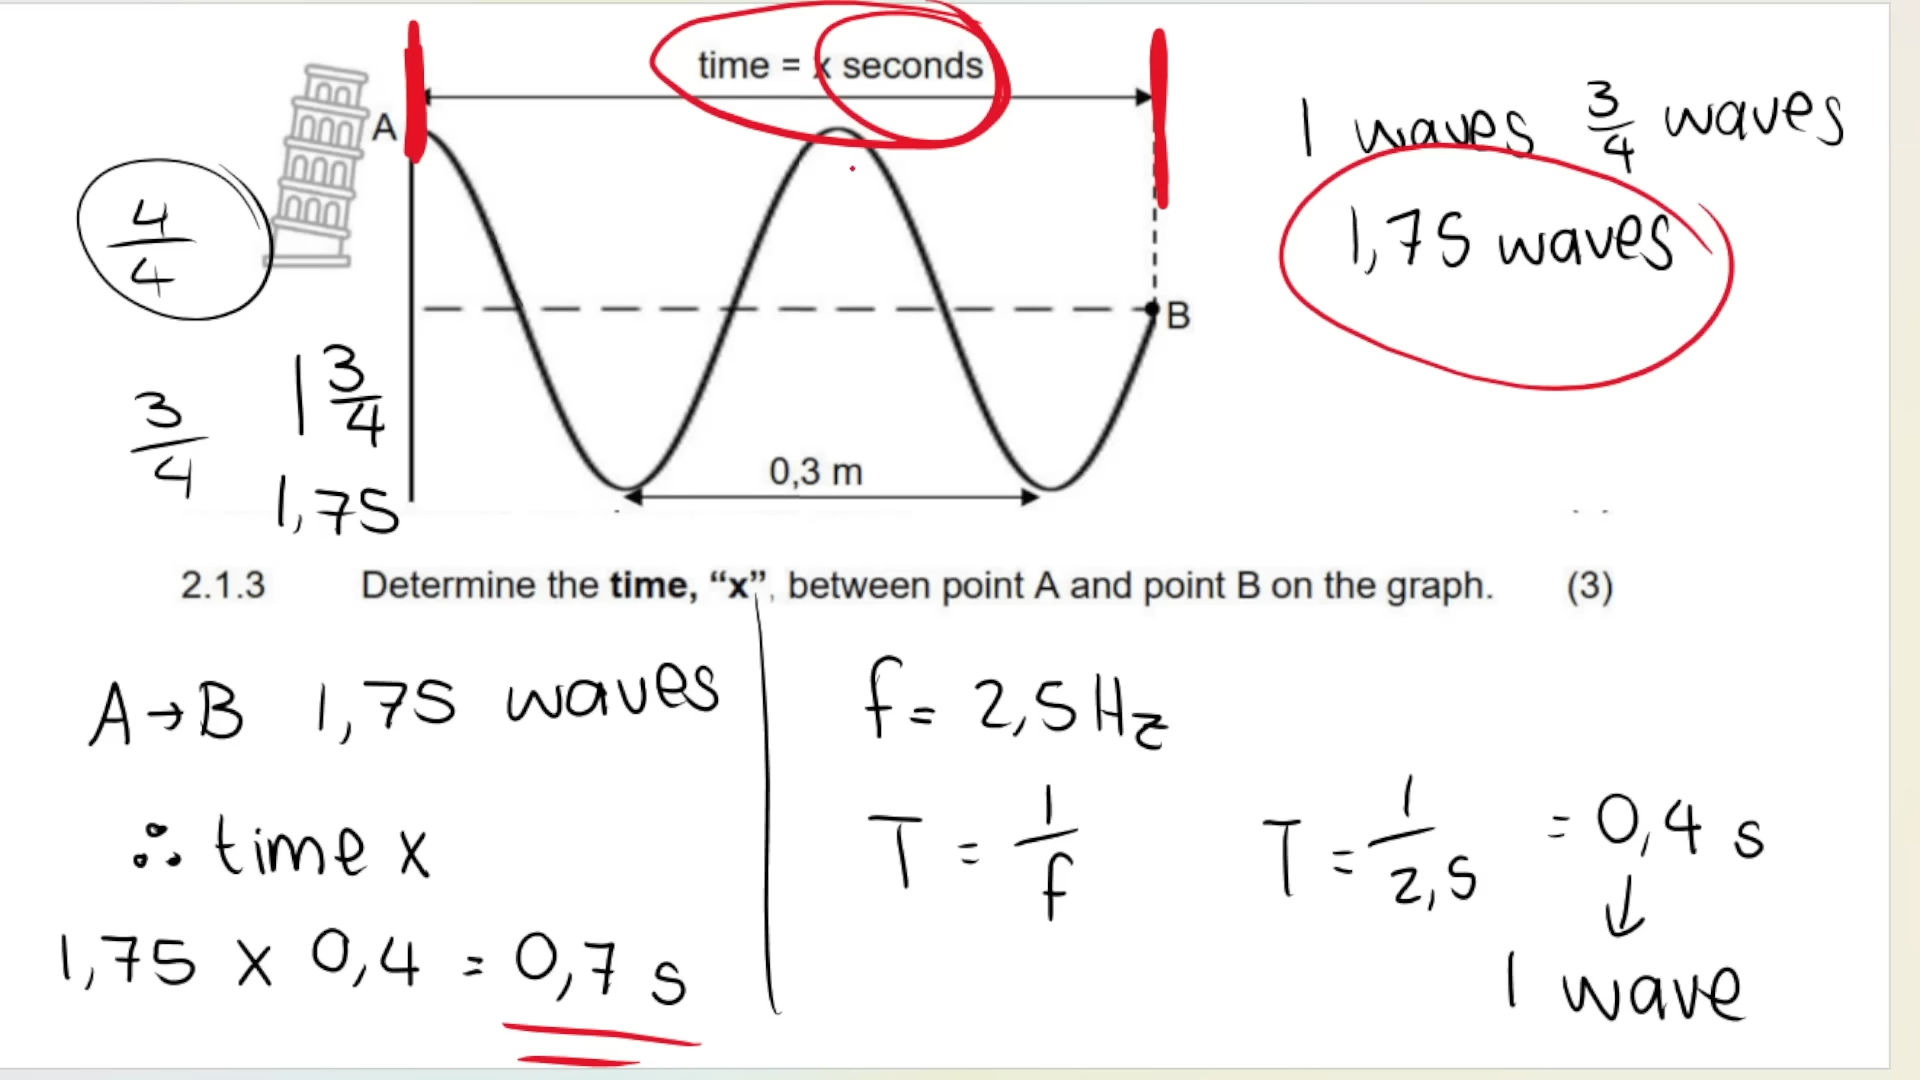 time = x seconds
A
B
0,3 m
1 waves 3/4 waves
1,75 waves
4/4
3/4
1 3/4
1,75
2.1.3 Determine the time, “x”, between point A and point B on the graph. (3)
A→B 1,75 waves
∴ time x
1,75 x 0,4 = 0,7 s
f = 2,5 Hz
T = 1/f
T = 1/2,5 = 0,4 s
↓
1 wave